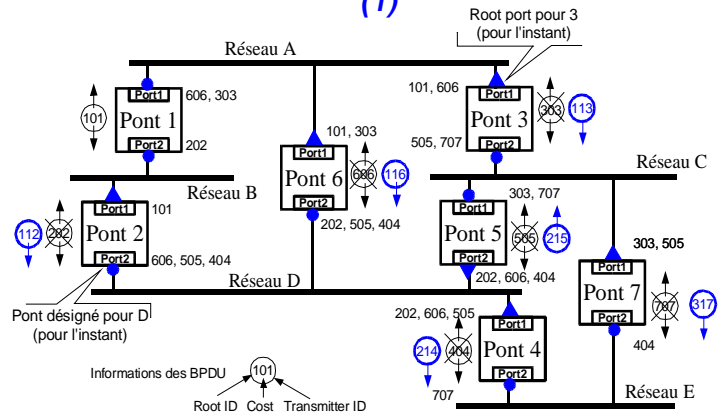 (1)
Root port pour 3
(pour l'instant)
Réseau A
Port1
606, 303
101
Pont 1
Port2
202
101, 606
Port1
303
113
Pont 3
505, 707
Port2
101, 303
Port1
606
116
Pont 6
Port2
202, 505, 404
Réseau B
Réseau C
Port1
101
112
202
Pont 2
Port2
606, 505, 404
303, 707
Port1
505
215
Pont 5
Port2
202, 606, 404
303, 505
Port1
707
317
Pont 7
Port2
404
Réseau D
Pont désigné pour D
(pour l'instant)
202, 606, 505
Port1
214
404
Pont 4
Port2
707
Réseau E
Informations des BPDU
101
Root ID Cost Transmitter ID